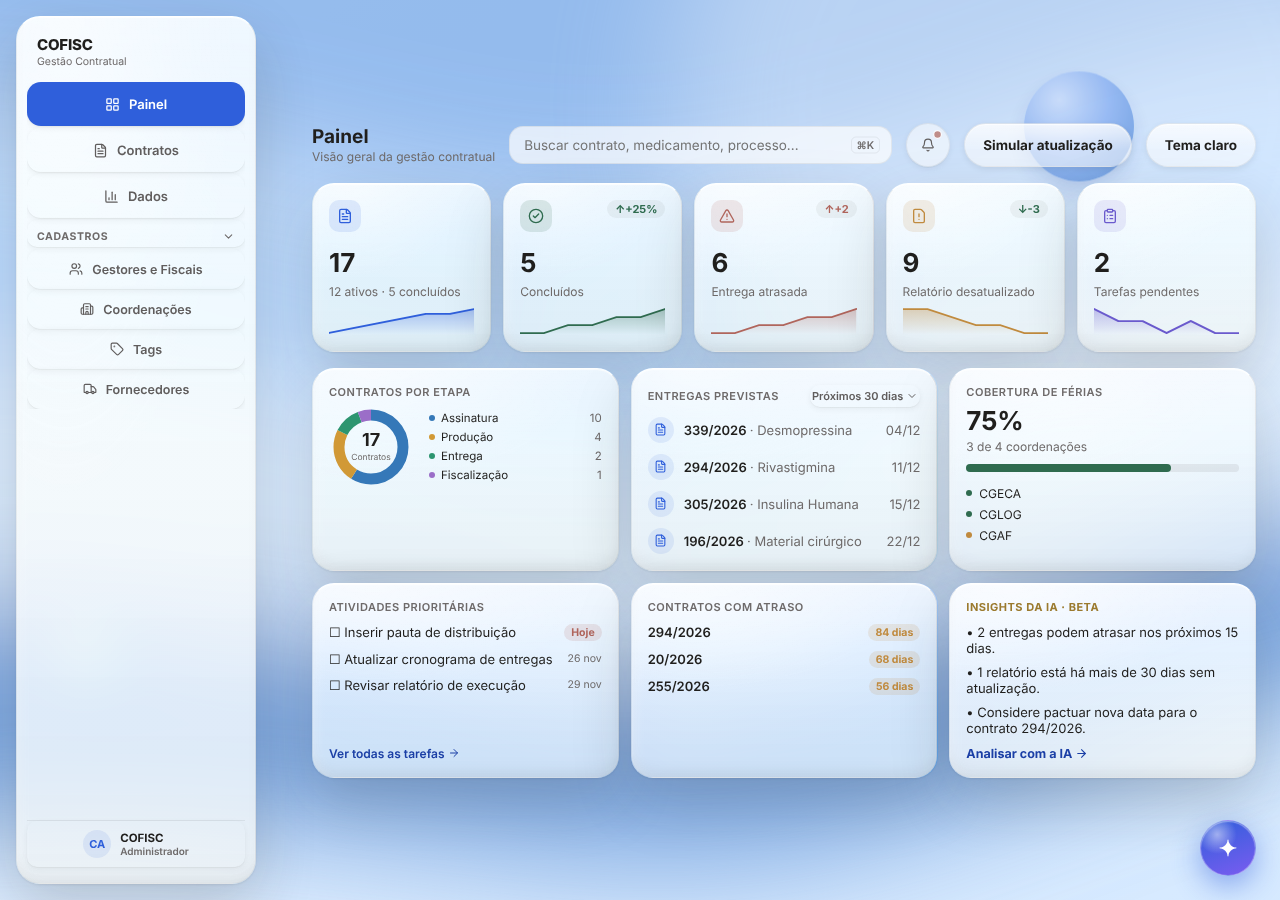 COFISC
Gestão Contratual
Painel
Contratos
Dados
CADASTROS
Gestores e Fiscais
Coordenações
Tags
Fornecedores
CA
COFISC
Administrador
Painel
Visão geral da gestão contratual
Buscar contrato, medicamento, processo...
⌘K
Simular atualização
Tema claro
17
12 ativos · 5 concluídos
↑+25%
5
Concluídos
↑+2
6
Entrega atrasada
↓-3
9
Relatório desatualizado
2
Tarefas pendentes
CONTRATOS POR ETAPA
17
Contratos
Assinatura 10
Produção 4
Entrega 2
Fiscalização 1
ENTREGAS PREVISTAS
Próximos 30 dias
339/2026 · Desmopressina 04/12
294/2026 · Rivastigmina 11/12
305/2026 · Insulina Humana 15/12
196/2026 · Material cirúrgico 22/12
COBERTURA DE FÉRIAS
75%
3 de 4 coordenações
CGECA
CGLOG
CGAF
ATIVIDADES PRIORITÁRIAS
☐ Inserir pauta de distribuição Hoje
☐ Atualizar cronograma de entregas 26 nov
☐ Revisar relatório de execução 29 nov
Ver todas as tarefas →
CONTRATOS COM ATRASO
294/2026 84 dias
20/2026 68 dias
255/2026 56 dias
INSIGHTS DA IA · BETA
• 2 entregas podem atrasar nos próximos 15
dias.
• 1 relatório está há mais de 30 dias sem
atualização.
• Considere pactuar nova data para o
contrato 294/2026.
Analisar com a IA →